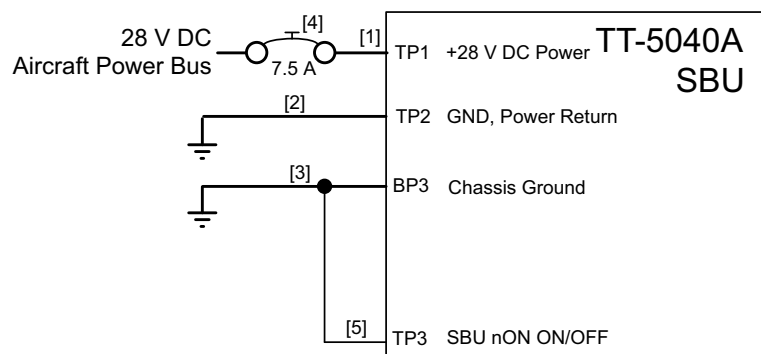 28 V DC
Aircraft Power Bus
[4]
7.5 A
[1]
TP1 +28 V DC Power
TT-5040A
SBU
[2]
TP2 GND, Power Return
[3]
BP3 Chassis Ground
[5]
TP3 SBU nON ON/OFF